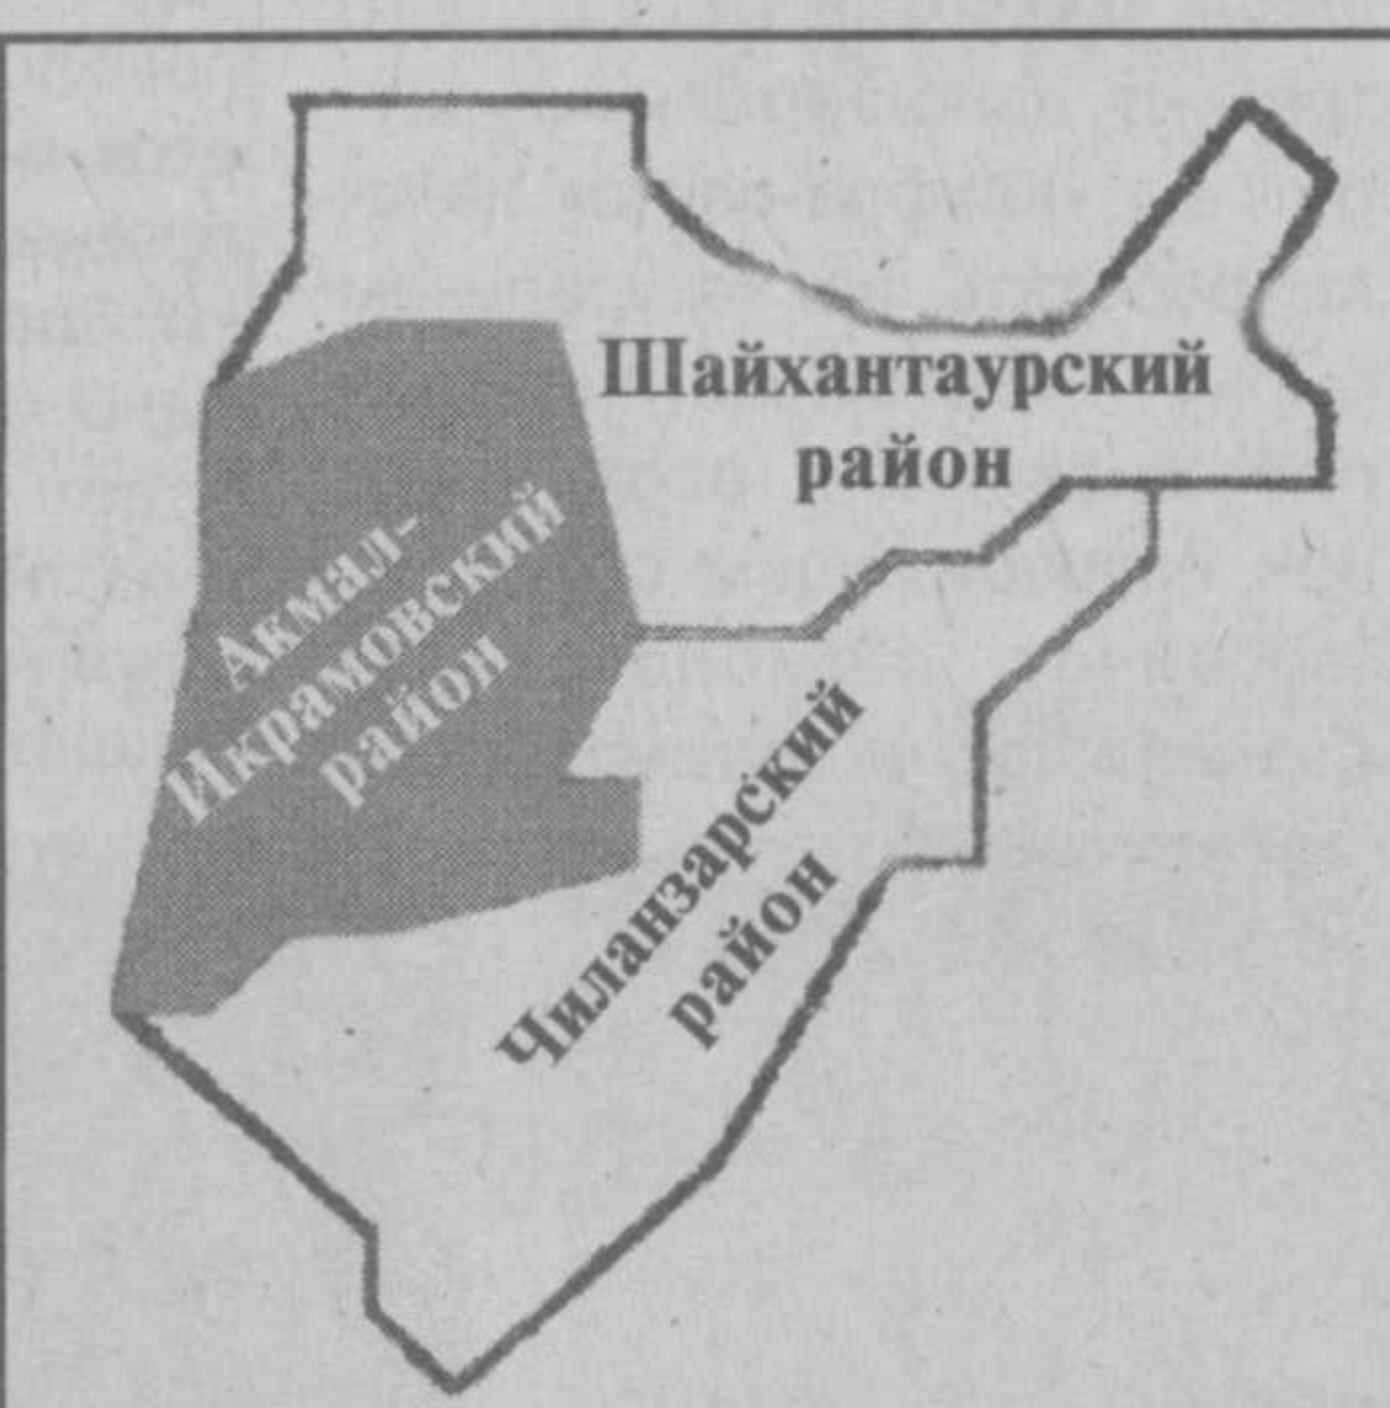 Шайхантаурский
район
Акмал-
Икрамовский
район
Чиланзарский
район